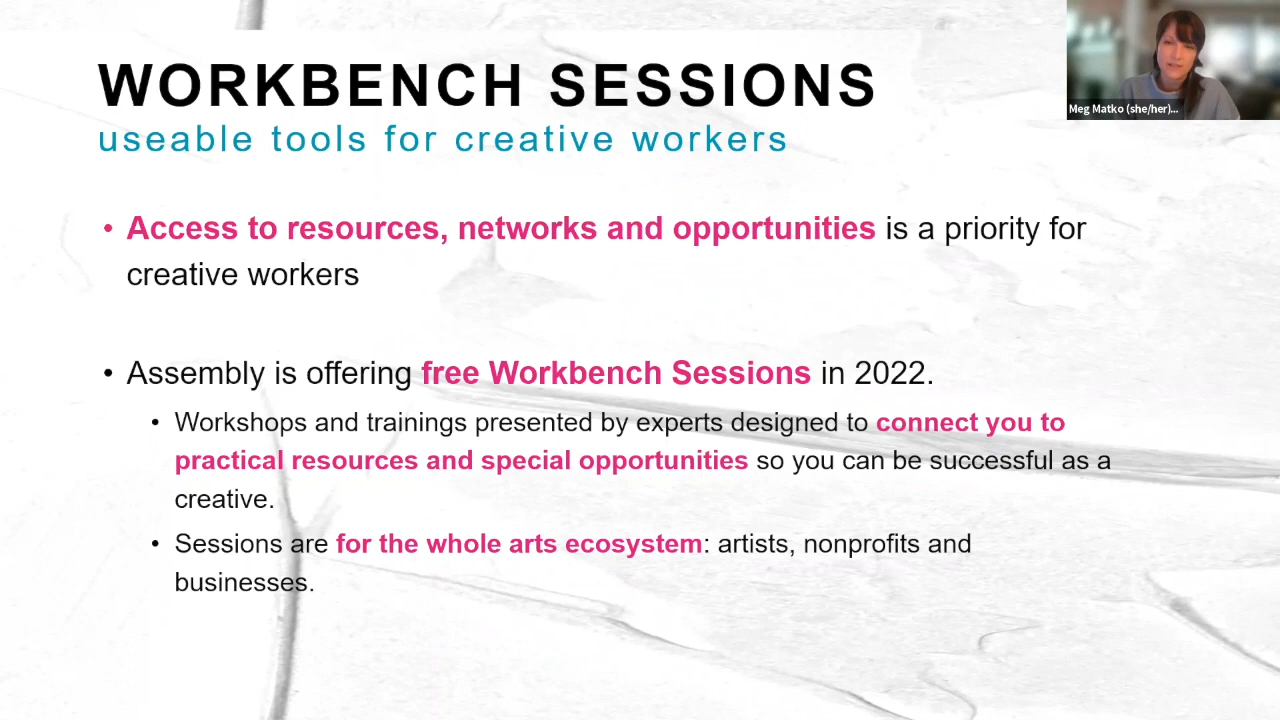 WORKBENCH SESSIONS
useable tools for creative workers
Meg Matko (she/her)...
• Access to resources, networks and opportunities is a priority for
creative workers
• Assembly is offering free Workbench Sessions in 2022.
• Workshops and trainings presented by experts designed to connect you to
practical resources and special opportunities so you can be successful as a
creative.
• Sessions are for the whole arts ecosystem: artists, nonprofits and
businesses.